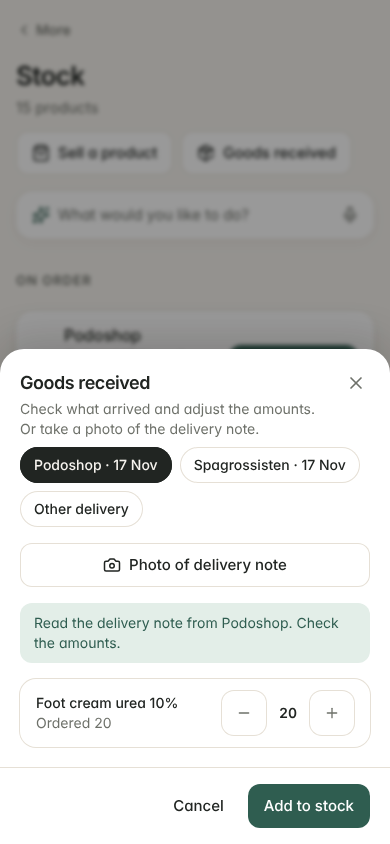 More
Stock
15 products
Sell a product
Goods received
What would you like to do?
ON ORDER
Podoshop
Goods received
Check what arrived and adjust the amounts.
Or take a photo of the delivery note.
Podoshop · 17 Nov
Spagrossisten · 17 Nov
Other delivery
Photo of delivery note
Read the delivery note from Podoshop. Check
the amounts.
Foot cream urea 10%
Ordered 20
20
Cancel
Add to stock